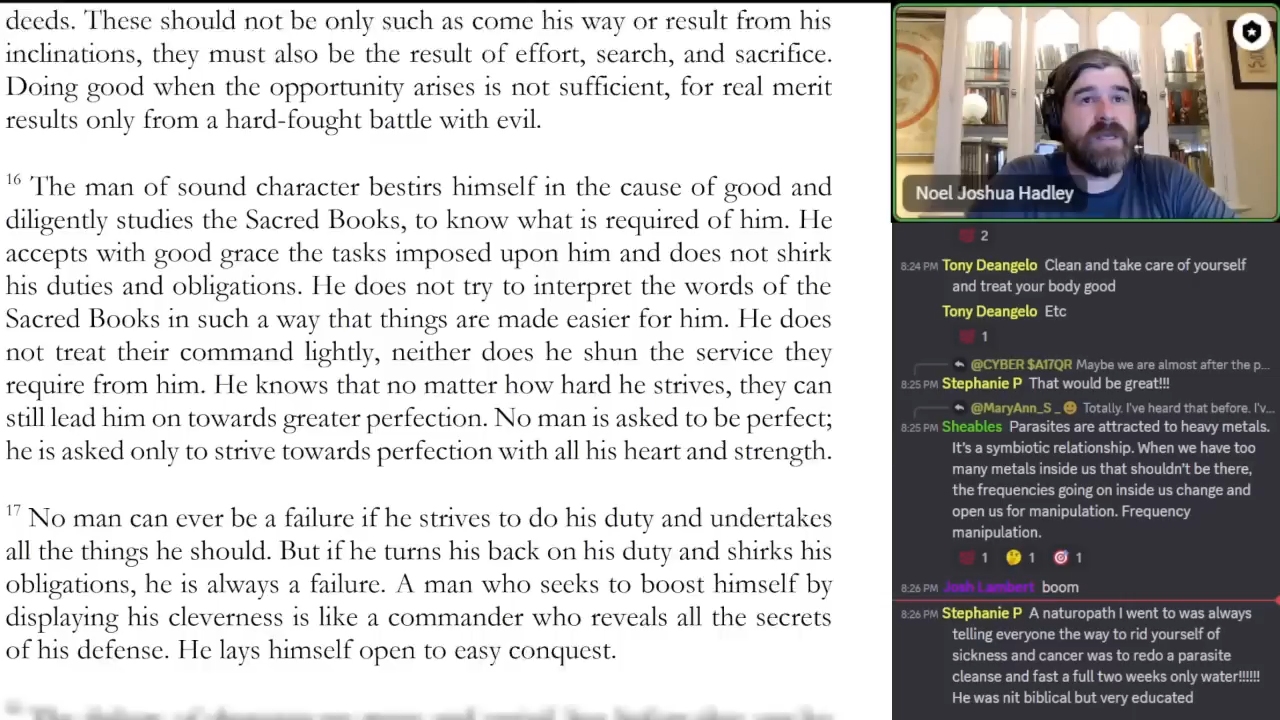 deeds. These should not be only such as come his way or result from his
inclinations, they must also be the result of effort, search, and sacrifice.
Doing good when the opportunity arises is not sufficient, for real merit
results only from a hard-fought battle with evil.
16 The man of sound character bestirs himself in the cause of good and
diligently studies the Sacred Books, to know what is required of him. He
accepts with good grace the tasks imposed upon him and does not shirk
his duties and obligations. He does not try to interpret the words of the
Sacred Books in such a way that things are made easier for him. He does
not treat their command lightly, neither does he shun the service they
require from him. He knows that no matter how hard he strives, they can
still lead him on towards greater perfection. No man is asked to be perfect;
he is asked only to strive towards perfection with all his heart and strength.
17 No man can ever be a failure if he strives to do his duty and undertakes
all the things he should. But if he turns his back on his duty and shirks his
obligations, he is always a failure. A man who seeks to boost himself by
displaying his cleverness is like a commander who reveals all the secrets
of his defense. He lays himself open to easy conquest.
Noel Joshua Hadley
2
8:24 PM Tony Deangelo Clean and take care of yourself
and treat your body good
Tony Deangelo Etc
1
@CYBER $A17QR Maybe we are almost after the p...
8:25 PM Stephanie P That would be great!!!
@MaryAnn_S _ 😊 Totally. I've heard that before. I'v...
8:25 PM Sheables Parasites are attracted to heavy metals.
It's a symbiotic relationship. When we have too
many metals inside us that shouldn't be there,
the frequencies going on inside us change and
open us for manipulation. Frequency
manipulation.
1 🤔 1 🎯 1
8:26 PM Josh Lambert boom
8:26 PM Stephanie P A naturopath I went to was always
telling everyone the way to rid yourself of
sickness and cancer was to redo a parasite
cleanse and fast a full two weeks only water!!!!!!
He was nit biblical but very educated